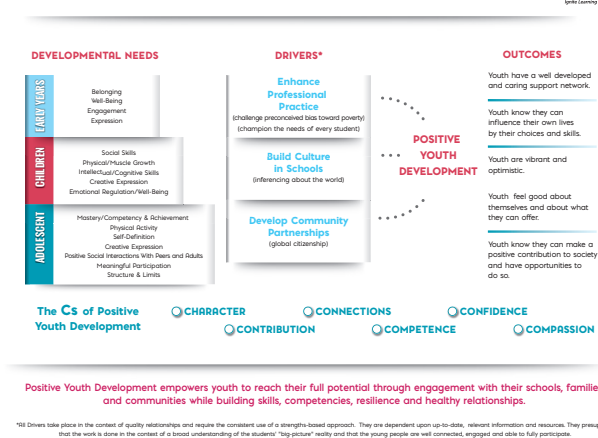 Ignite Learning
DEVELOPMENTAL NEEDS
EARLY YEARS
Belonging
Well-Being
Engagement
Expression
CHILDREN
Social Skills
Physical/Muscle Growth
Intellectual/Cognitive Skills
Creative Expression
Emotional Regulation/Well-Being
ADOLESCENT
Mastery/Competency & Achievement
Physical Activity
Self-Definition
Creative Expression
Positive Social Interactions With Peers and Adults
Meaningful Participation
Structure & Limits
DRIVERS*
Enhance
Professional
Practice
(challenge preconceived bias toward poverty)
(champion the needs of every student)
Build Culture
in Schools
(inferencing about the world)
Develop Community
Partnerships
(global citizenship)
POSITIVE
YOUTH
DEVELOPMENT
OUTCOMES
Youth have a well developed
and caring support network.
Youth know they can
influence their own lives
by their choices and skills.
Youth are vibrant and
optimistic.
Youth feel good about
themselves and about what
they can offer.
Youth know they can make a
positive contribution to society
and have opportunities to
do so.
The Cs of Positive
Youth Development
CHARACTER
CONNECTIONS
CONFIDENCE
CONTRIBUTION
COMPETENCE
COMPASSION
Positive Youth Development empowers youth to reach their full potential through engagement with their schools, familie
and communities while building skills, competencies, resilience and healthy relationships.
*All Drivers take place in the context of quality relationships and require the consistent use of a strengths-based approach. They are dependent upon up-to-date, relevant information and resources. They presup
that the work is done in the context of a broad understanding of the students' "big-picture" reality and that the young people are well connected, engaged and able to fully participate.